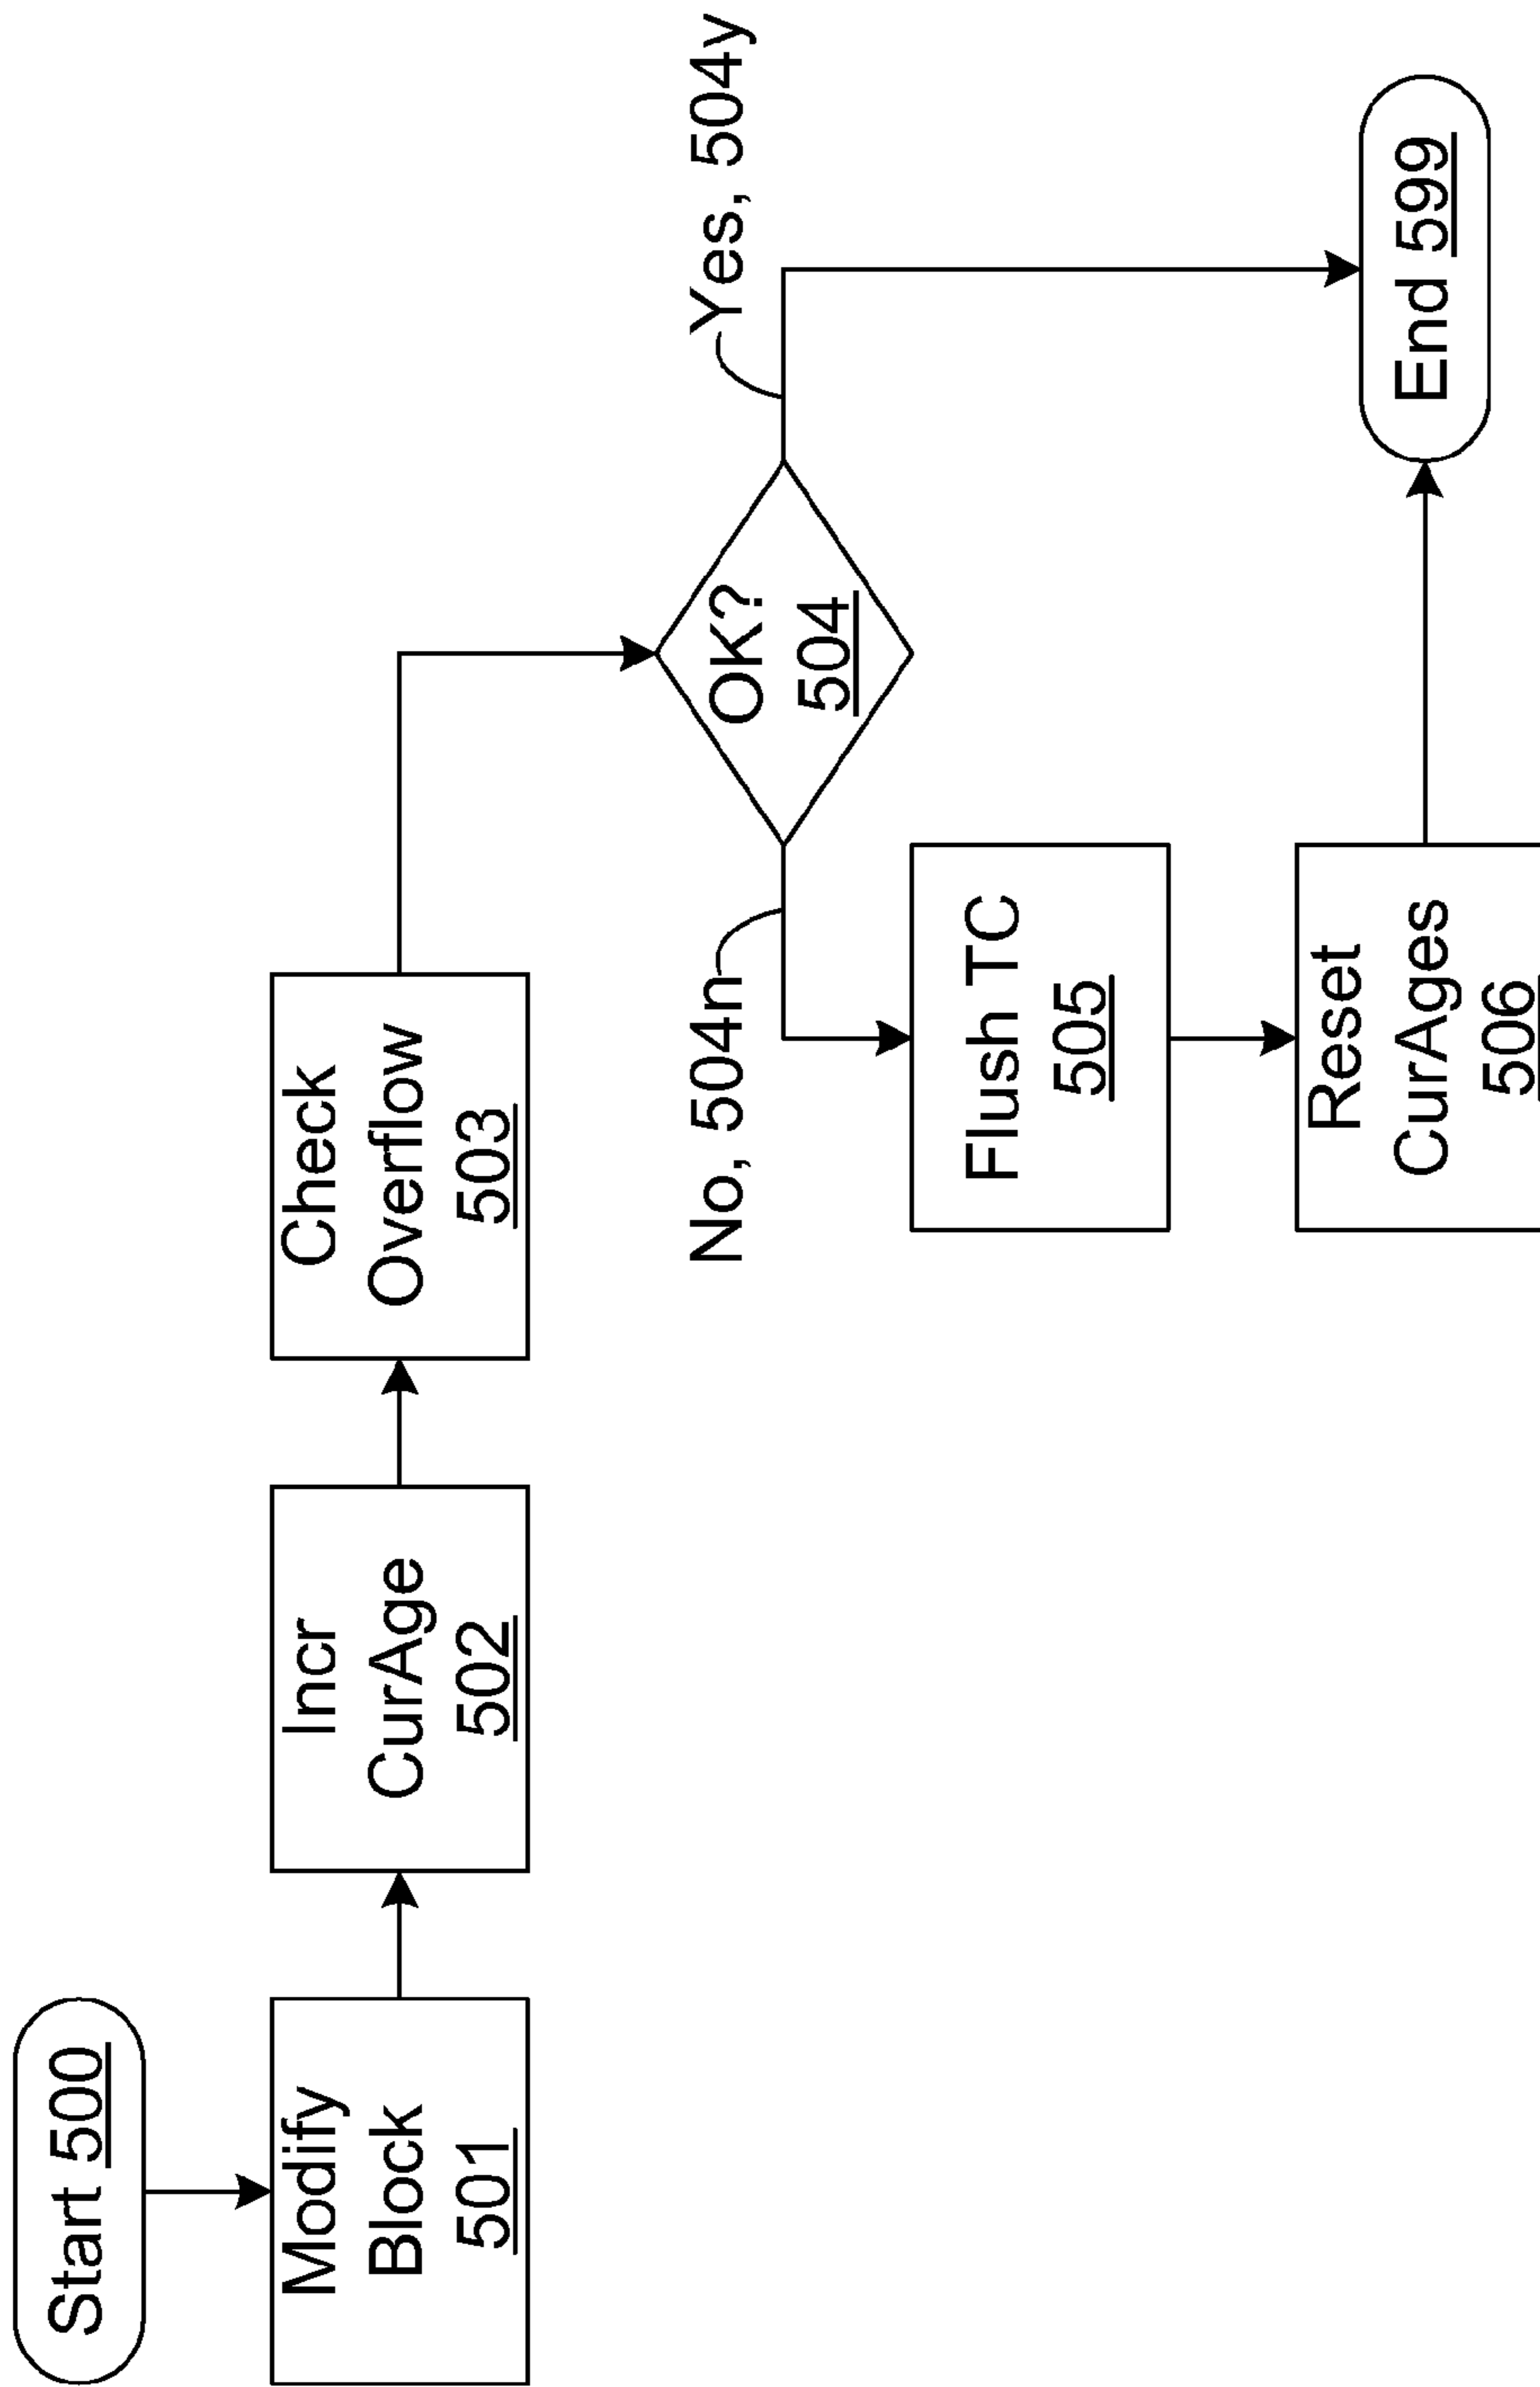 Start 500
Modify
Block
501
Incr
CurAge
502
Check
Overflow
503
OK?
504
No, 504n
Yes, 504y
Flush TC
505
Reset
CurAges
506
End 599